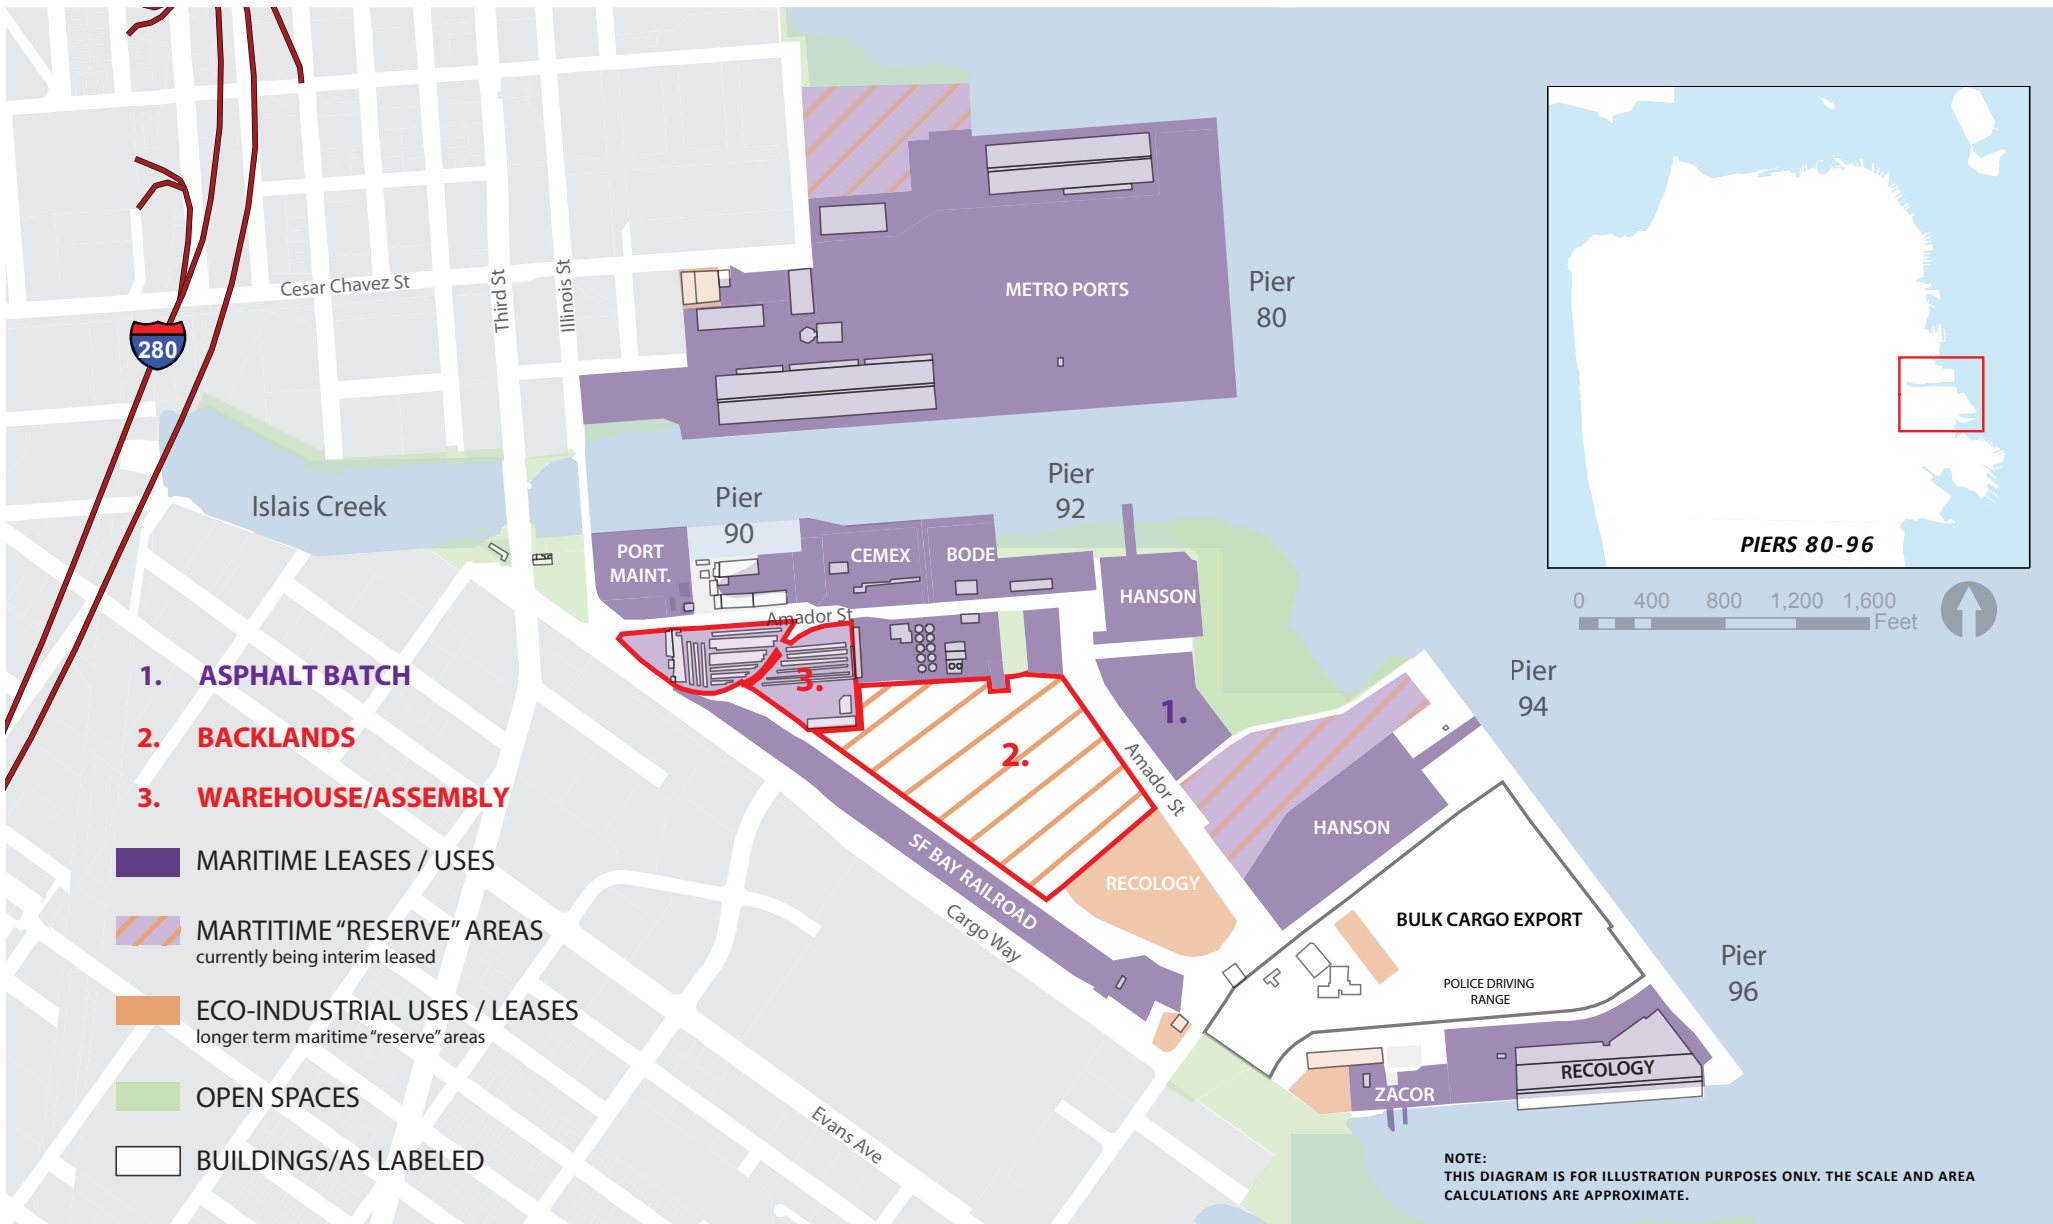 Cesar Chavez St
Third St
Illinois St
280
METRO PORTS
Pier
80
Islais Creek
Pier
90
Pier
92
PORT
MAINT.
CEMEX
BODE
HANSON
Amador St
1.
2.
3.
Amador St
Pier
94
HANSON
RECOLOGY
SF BAY RAILROAD
Cargo Way
BULK CARGO EXPORT
POLICE DRIVING
RANGE
Pier
96
RECOLOGY
ZACOR
Evans Ave
1. ASPHALT BATCH
2. BACKLANDS
3. WAREHOUSE/ASSEMBLY
MARITIME LEASES / USES
MARTITIME “RESERVE” AREAS
currently being interim leased
ECO-INDUSTRIAL USES / LEASES
longer term maritime “reserve” areas
OPEN SPACES
BUILDINGS/AS LABELED
PIERS 80-96
0 400 800 1,200 1,600
Feet
NOTE:
THIS DIAGRAM IS FOR ILLUSTRATION PURPOSES ONLY. THE SCALE AND AREA
CALCULATIONS ARE APPROXIMATE.